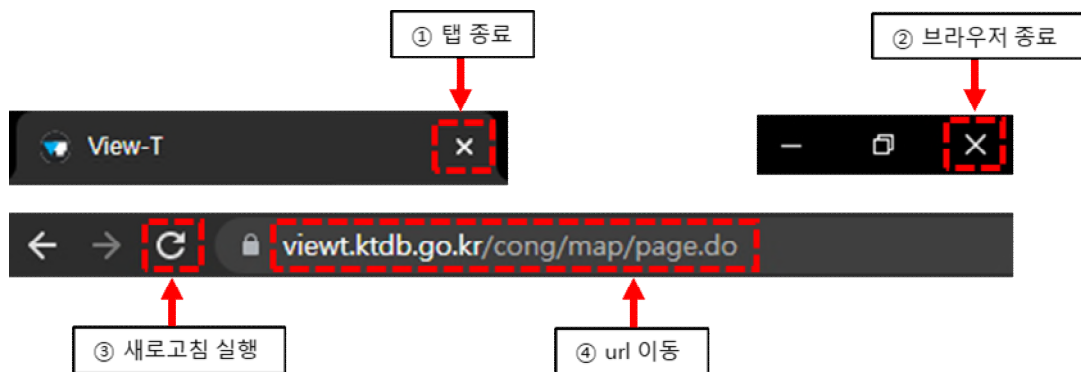 ① 탭 종료
② 브라우저 종료
View-T
viewt.ktdb.go.kr/cong/map/page.do
③ 새로고침 실행
④ url 이동